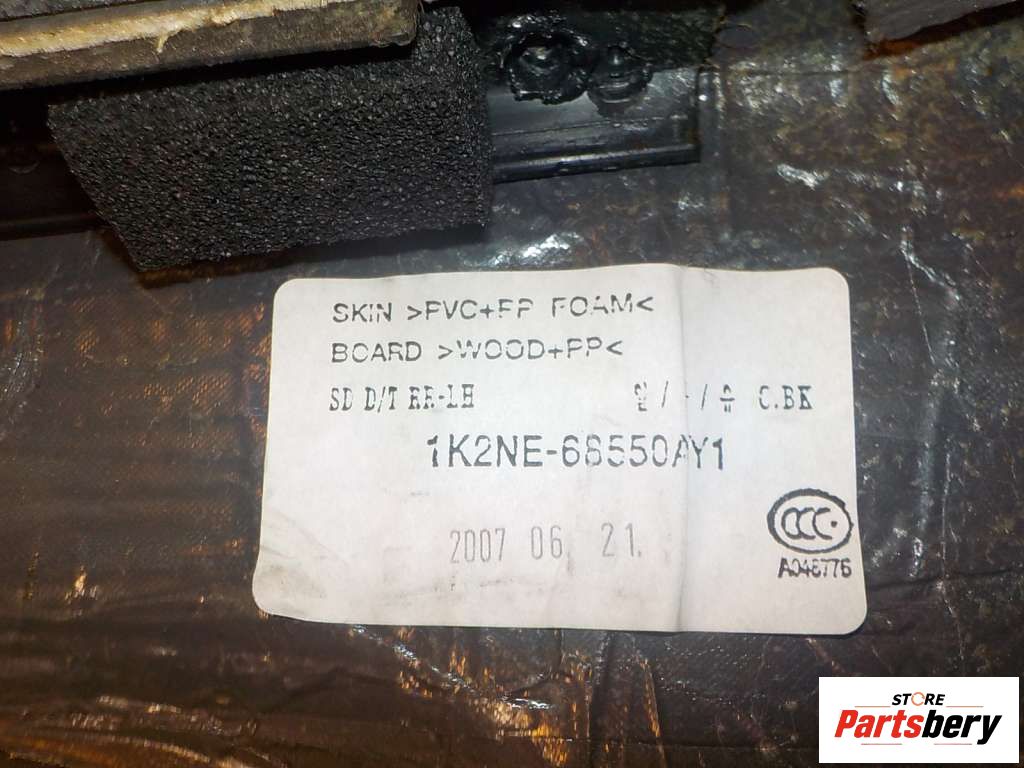 SKIN >PVC+PP FOAM<
BOARD >WOOD+PP<
SD D/T RR-LH C.BK
1K2NE-68550AY1
2007 06. 21.
CCC
A046776
STORE
Partsbery